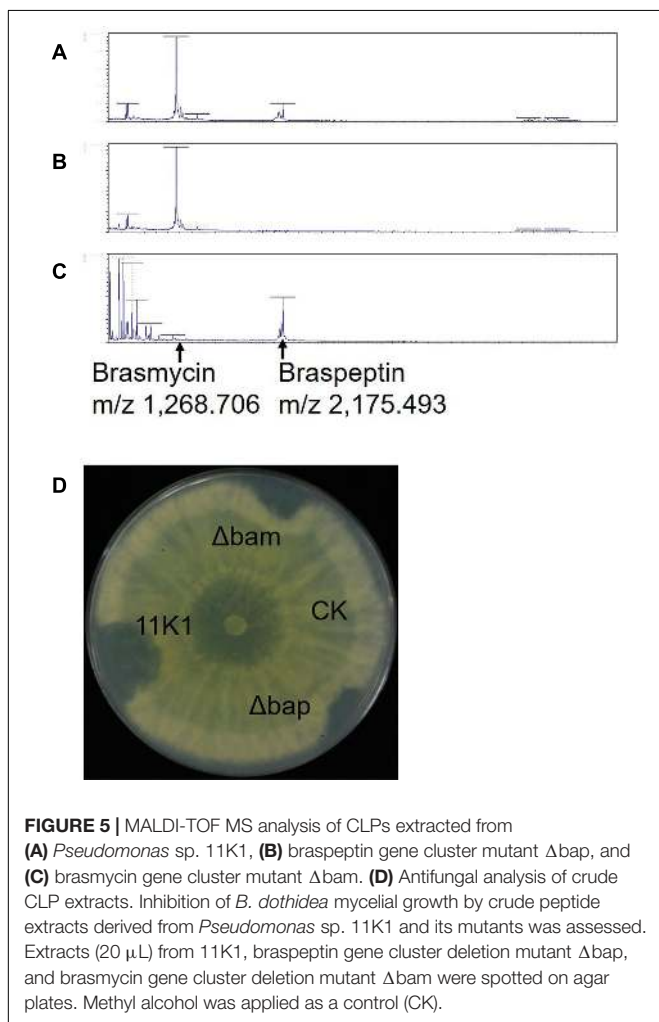 A
B
C
Brasmycin Braspeptin
m/z 1,268.706 m/z 2,175.493
D
Δbam
11K1 CK
Δbap
FIGURE 5 | MALDI-TOF MS analysis of CLPs extracted from
(A) Pseudomonas sp. 11K1, (B) braspeptin gene cluster mutant Δbap, and
(C) brasmycin gene cluster mutant Δbam. (D) Antifungal analysis of crude
CLP extracts. Inhibition of B. dothidea mycelial growth by crude peptide
extracts derived from Pseudomonas sp. 11K1 and its mutants was assessed.
Extracts (20 μL) from 11K1, braspeptin gene cluster deletion mutant Δbap,
and brasmycin gene cluster deletion mutant Δbam were spotted on agar
plates. Methyl alcohol was applied as a control (CK).